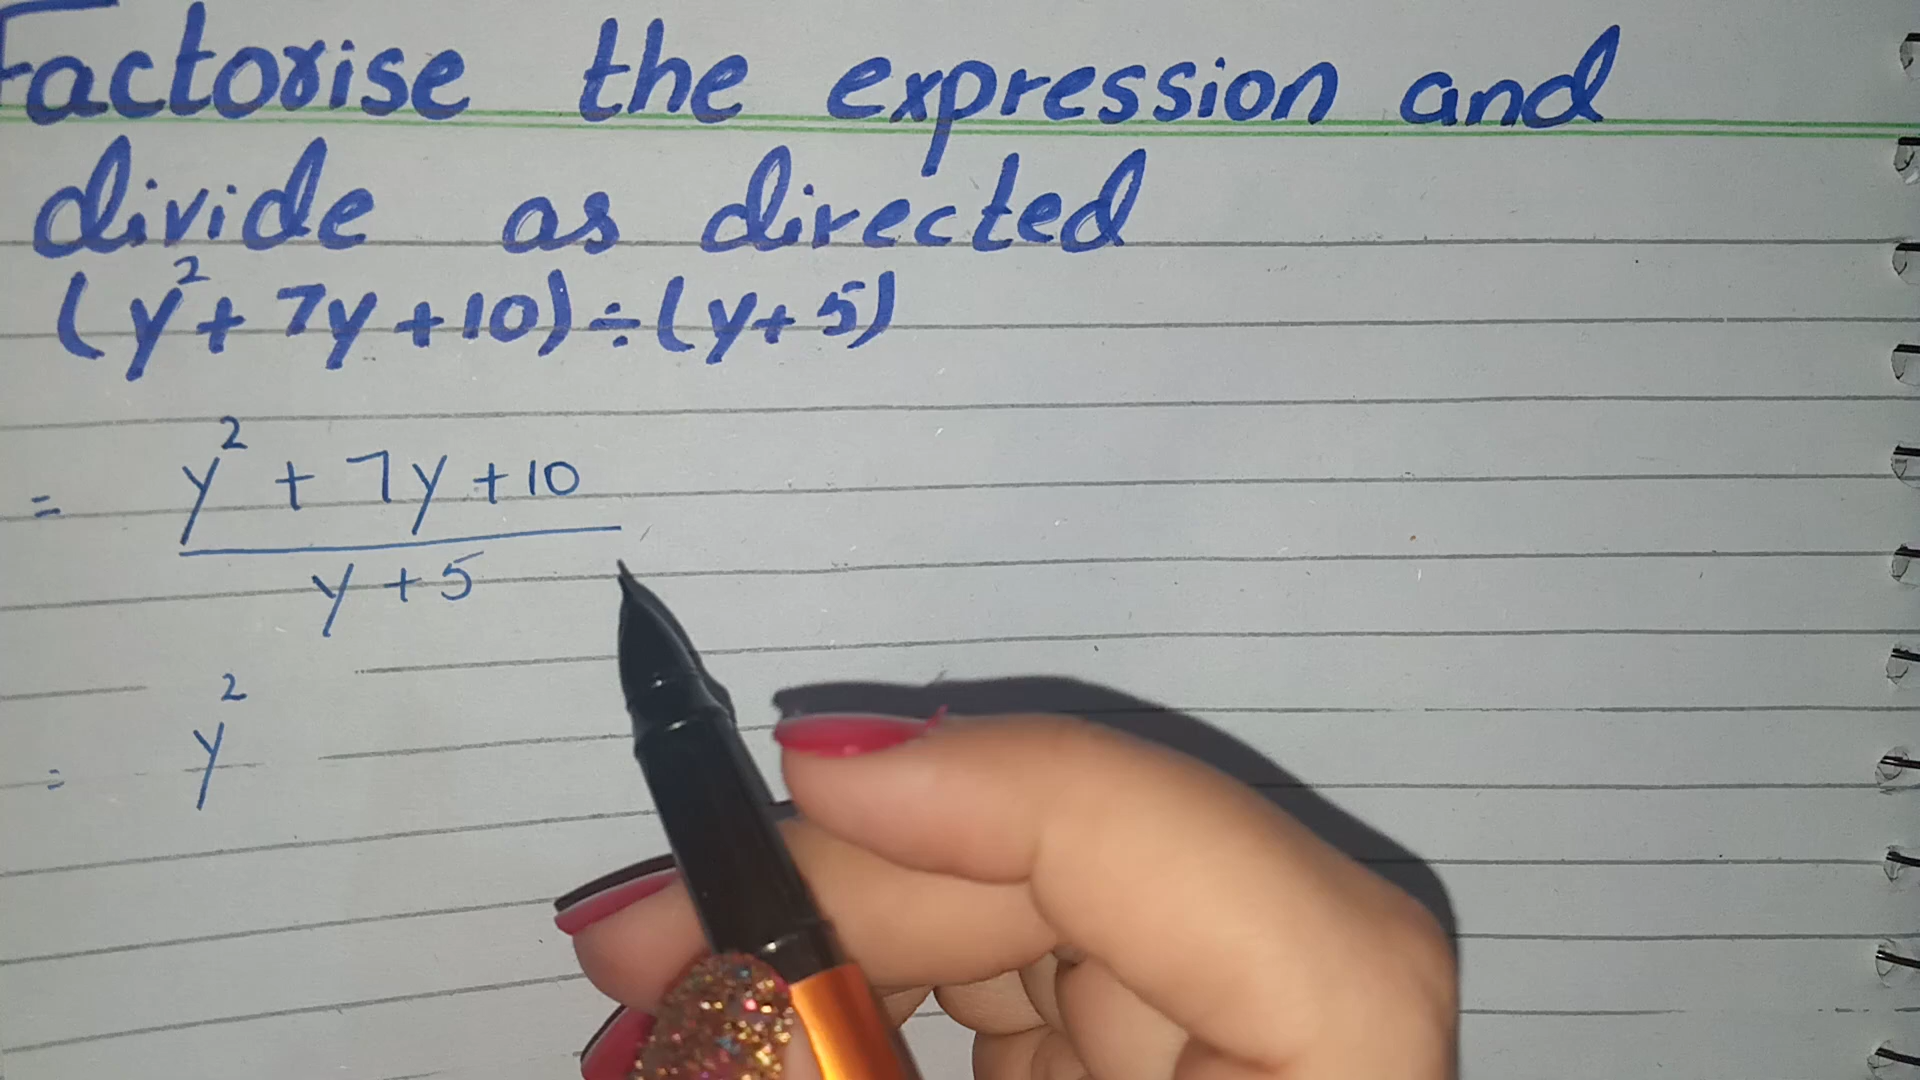 Factorise the expression and
divide as directed
(y² + 7y + 10) ÷ (y + 5)
= y² + 7y + 10
y + 5
= y²